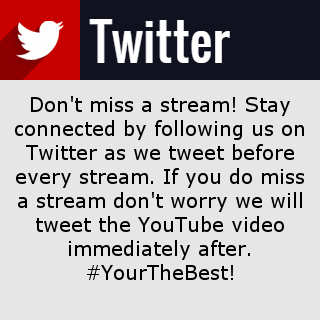 Twitter
Don't miss a stream! Stay
connected by following us on
Twitter as we tweet before
every stream. If you do miss
a stream don't worry we will
tweet the YouTube video
immediately after.
#YourTheBest!